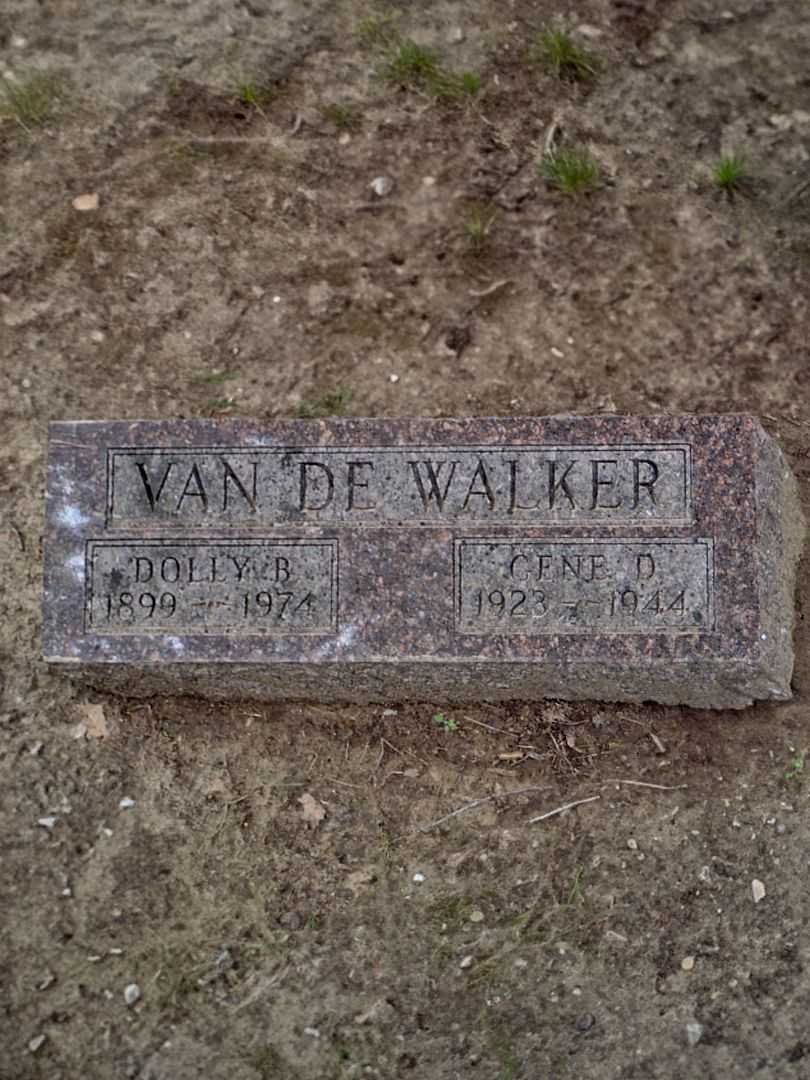 VAN DE WALKER
DOLLY B
1899 - 1974
GENE D
1923 - 1944